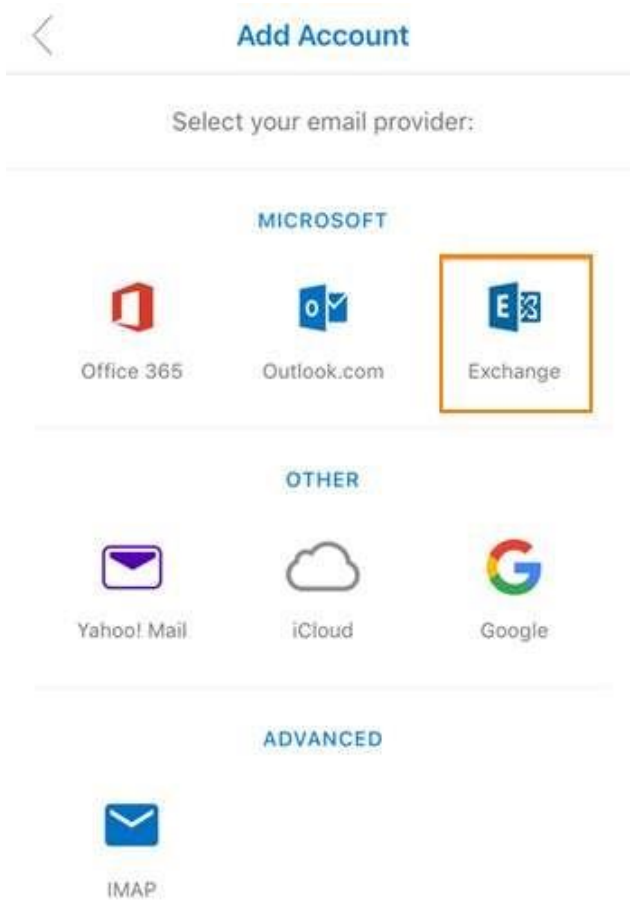 Add Account
Select your email provider:
MICROSOFT
Office 365
Outlook.com
Exchange
OTHER
Yahoo! Mail
iCloud
Google
ADVANCED
IMAP